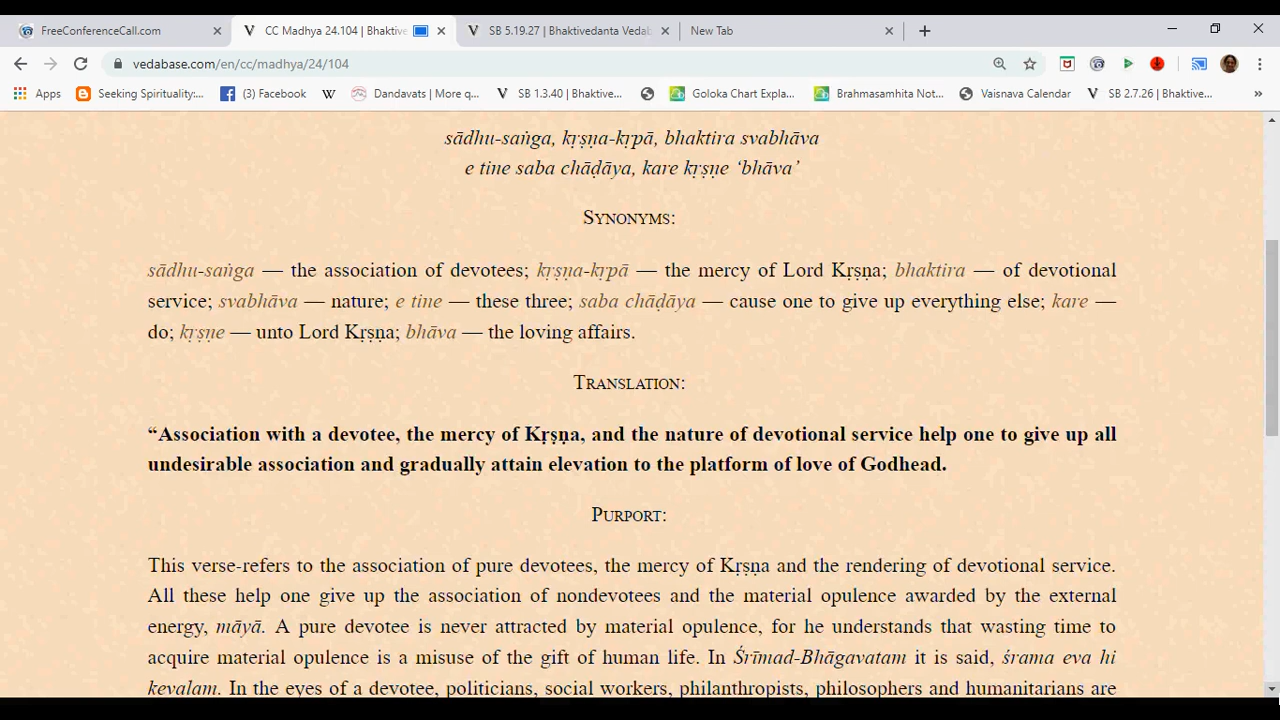 FreeConferenceCall.com
CC Madhya 24.104 | Bhaktive
SB 5.19.27 | Bhaktivedanta Vedab
New Tab
vedabase.com/en/cc/madhya/24/104
Apps
Seeking Spirituality:...
(3) Facebook
W
Dandavats | More q...
SB 1.3.40 | Bhaktive...
Goloka Chart Expla...
Brahmasamhita Not...
Vaisnava Calendar
SB 2.7.26 | Bhaktive...
»
sādhu-saṅga, kṛṣṇa-kṛpā, bhaktira svabhāva
e tine saba chāḍāya, kare kṛṣṇe ‘bhāva’
SYNONYMS:
sādhu-saṅga — the association of devotees; kṛṣṇa-kṛpā — the mercy of Lord Kṛṣṇa; bhaktira — of devotional
service; svabhāva — nature; e tine — these three; saba chāḍāya — cause one to give up everything else; kare —
do; kṛṣṇe — unto Lord Kṛṣṇa; bhāva — the loving affairs.
TRANSLATION:
“Association with a devotee, the mercy of Kṛṣṇa, and the nature of devotional service help one to give up all
undesirable association and gradually attain elevation to the platform of love of Godhead.
PURPORT:
This verse-refers to the association of pure devotees, the mercy of Kṛṣṇa and the rendering of devotional service.
All these help one give up the association of nondevotees and the material opulence awarded by the external
energy, māyā. A pure devotee is never attracted by material opulence, for he understands that wasting time to
acquire material opulence is a misuse of the gift of human life. In Śrīmad-Bhāgavatam it is said, śrama eva hi
kevalam. In the eyes of a devotee, politicians, social workers, philanthropists, philosophers and humanitarians are